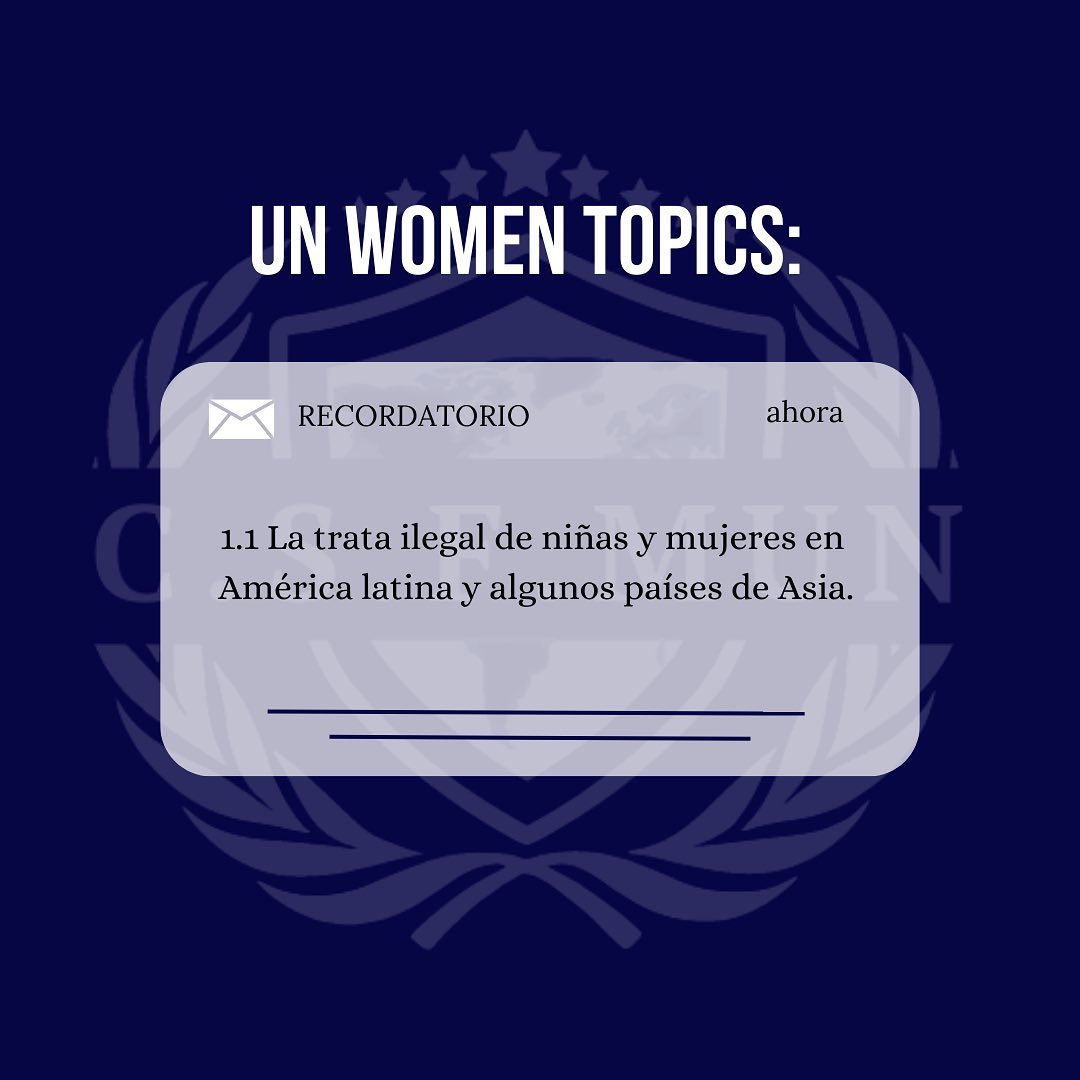 UN WOMEN TOPICS:
RECORDATORIO
ahora
1.1 La trata ilegal de niñas y mujeres en
América latina y algunos países de Asia.
C S F MUN